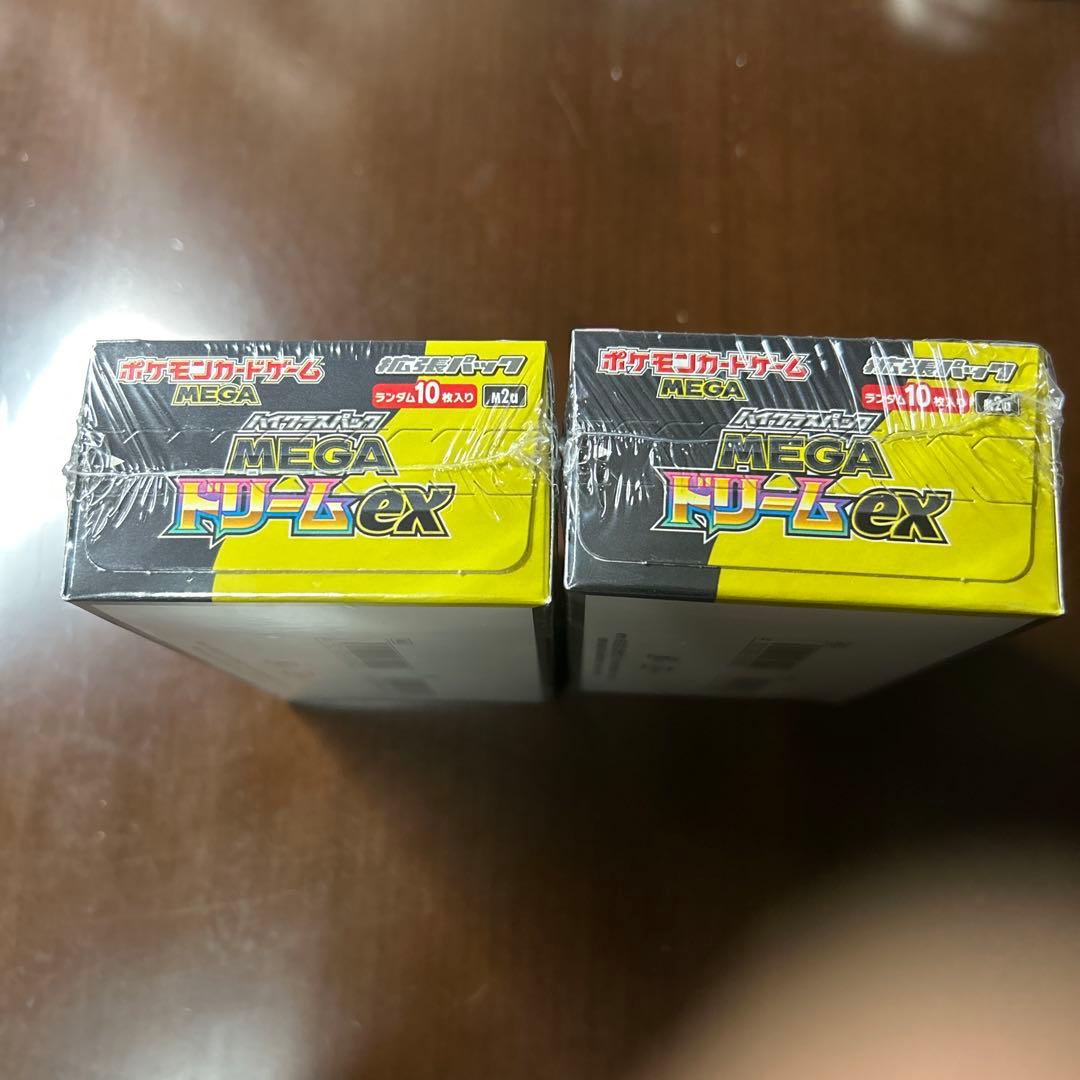 ポケモンカードゲーム
MEGA
拡張パック
ランダム10枚入り
M2a
ハイクラスパック
MEGA
ドリームex
ポケモンカードゲーム
MEGA
拡張パック
ランダム10枚入り
M2a
ハイクラスパック
MEGA
ドリームex